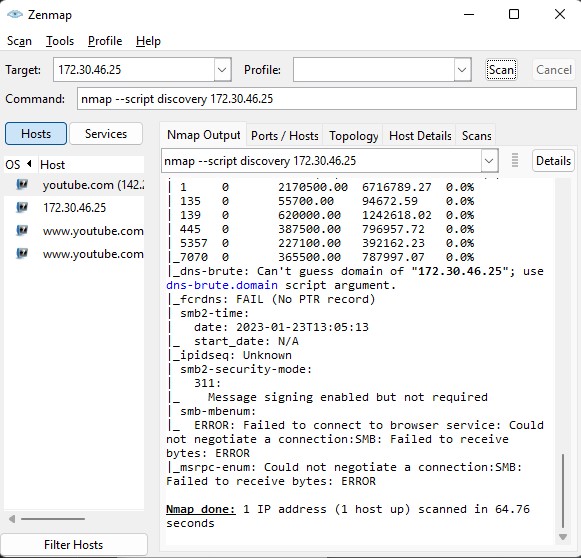 Zenmap
Scan Tools Profile Help
Target: 172.30.46.25 Profile: Scan Cancel
Command: nmap --script discovery 172.30.46.25
Hosts Services
OS Host
youtube.com (142.2
172.30.46.25
www.youtube.com
www.youtube.com
Filter Hosts
Nmap Output Ports / Hosts Topology Host Details Scans
nmap --script discovery 172.30.46.25 Details
| 1 0 2170500.00 6716789.27 0.0%
| 135 0 55700.00 94672.59 0.0%
| 139 0 620000.00 1242618.02 0.0%
| 445 0 387500.00 796957.72 0.0%
| 5357 0 227100.00 392162.23 0.0%
|_7070 0 365500.00 787997.07 0.0%
|_dns-brute: Can't guess domain of "172.30.46.25"; use
dns-brute.domain script argument.
|_fcrdns: FAIL (No PTR record)
| smb2-time:
| date: 2023-01-23T13:05:13
|_ start_date: N/A
|_ipidseq: Unknown
| smb2-security-mode:
| 311:
|_ Message signing enabled but not required
| smb-mbenum:
|_ ERROR: Failed to connect to browser service: Could
not negotiate a connection:SMB: Failed to receive
bytes: ERROR
|_msrpc-enum: Could not negotiate a connection:SMB:
Failed to receive bytes: ERROR
Nmap done: 1 IP address (1 host up) scanned in 64.76
seconds